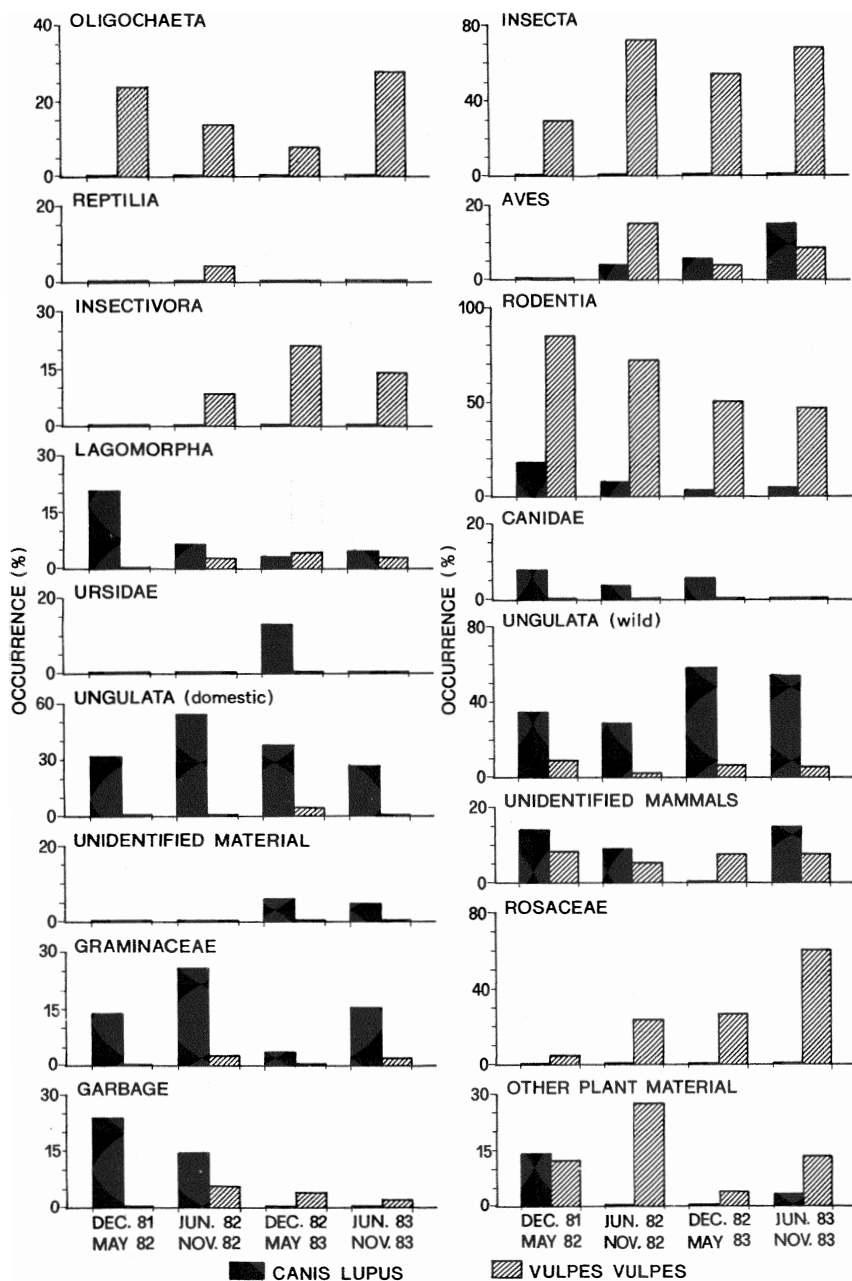 OLIGOCHAETA
40
20
0
REPTILIA
20
0
INSECTIVORA
30
15
0
LAGOMORPHA
30
15
0
URSIDAE
20
0
UNGULATA (domestic)
60
30
0
UNIDENTIFIED MATERIAL
20
0
GRAMINACEAE
30
15
0
GARBAGE
30
15
0
OCCURRENCE (%)
DEC. 81 JUN. 82 DEC. 82 JUN. 83
MAY 82 NOV. 82 MAY 83 NOV. 83
INSECTA
80
40
0
AVES
20
0
RODENTIA
100
50
0
CANIDAE
20
0
UNGULATA (wild)
80
40
0
UNIDENTIFIED MAMMALS
20
0
ROSACEAE
80
40
0
OTHER PLANT MATERIAL
30
15
0
OCCURRENCE (%)
DEC. 81 JUN. 82 DEC. 82 JUN. 83
MAY 82 NOV. 82 MAY 83 NOV. 83
CANIS LUPUS
VULPES VULPES